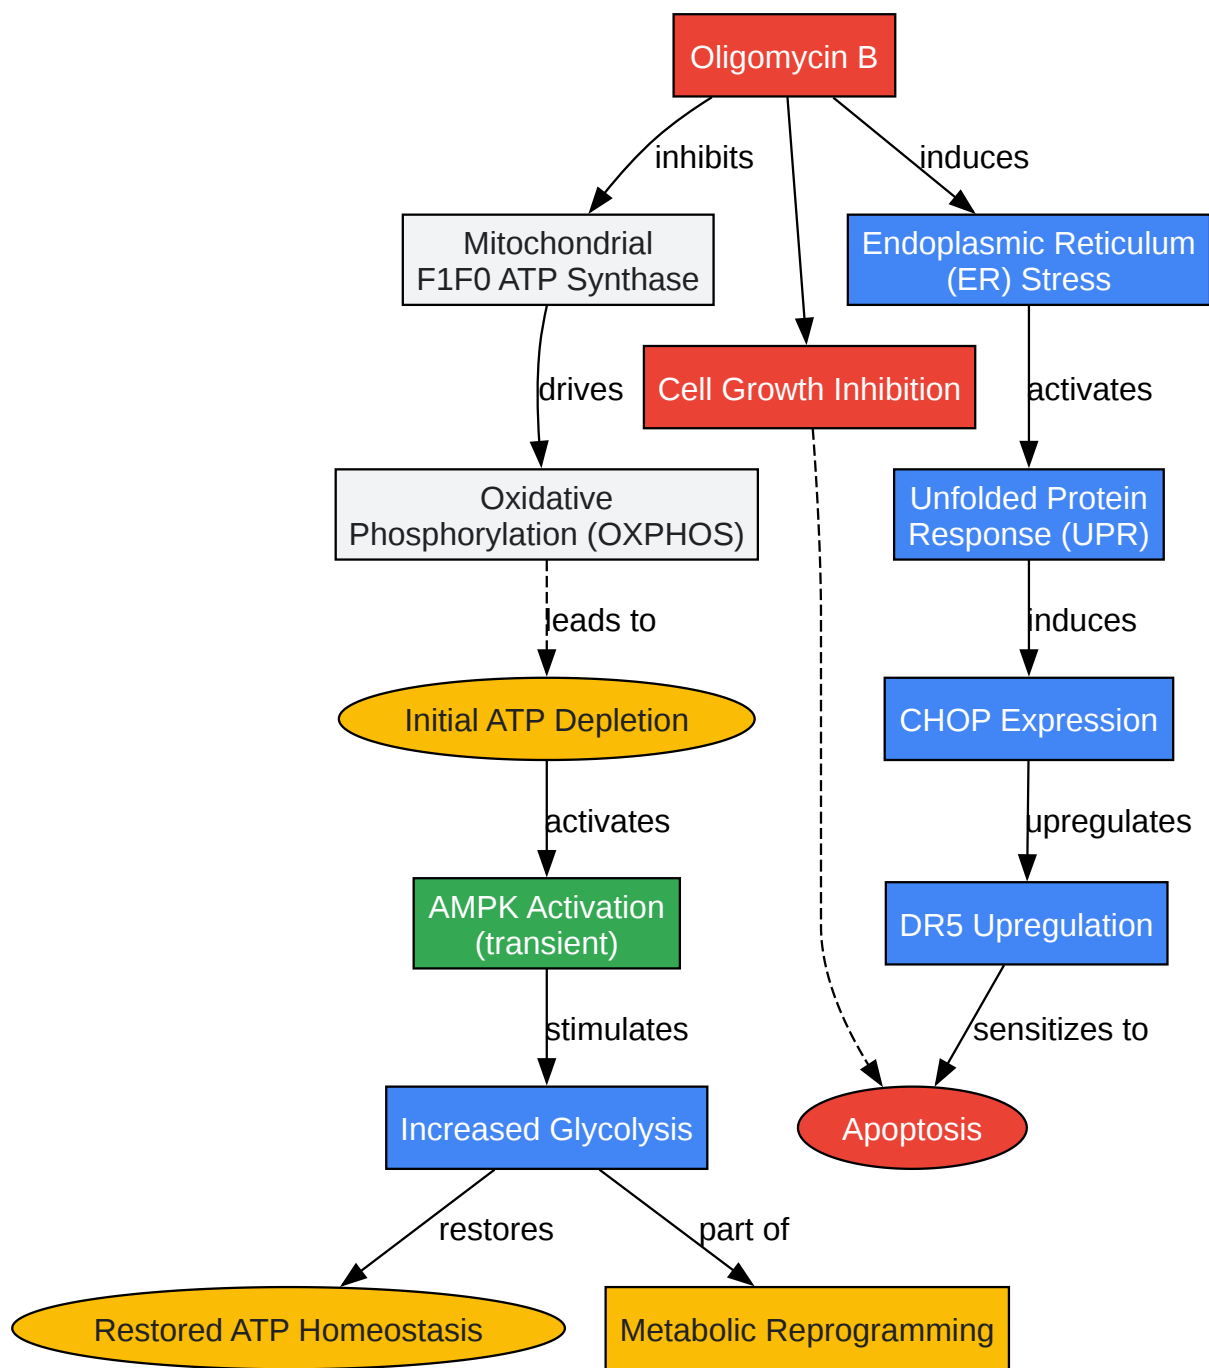 Oligomycin B
inhibits
induces
Mitochondrial
F1F0 ATP Synthase
Endoplasmic Reticulum
(ER) Stress
drives
Cell Growth Inhibition
activates
Oxidative
Phosphorylation (OXPHOS)
Unfolded Protein
Response (UPR)
leads to
induces
Initial ATP Depletion
CHOP Expression
activates
upregulates
AMPK Activation
(transient)
DR5 Upregulation
stimulates
sensitizes to
Increased Glycolysis
Apoptosis
restores
part of
Restored ATP Homeostasis
Metabolic Reprogramming